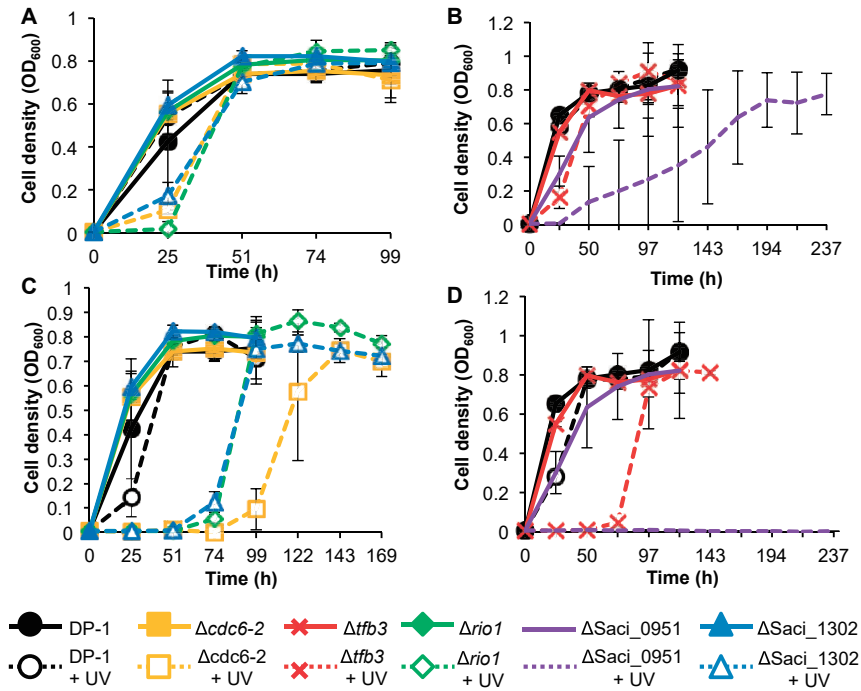 A
Cell density (OD600)
1
0.8
0.6
0.4
0.2
0
0 25 51 74 99
Time (h)
B
Cell density (OD600)
1.2
1
0.8
0.6
0.4
0.2
0
0 50 97 143 194 237
Time (h)
C
Cell density (OD600)
1
0.9
0.8
0.7
0.6
0.5
0.4
0.3
0.2
0.1
0
0 25 51 74 99 122 143 169
Time (h)
D
Cell density (OD600)
1.2
1
0.8
0.6
0.4
0.2
0
0 50 97 143 194 237
Time (h)
DP-1 Δcdc6-2 Δtfb3 Δrio1 ΔSaci_0951 ΔSaci_1302
DP-1 Δcdc6-2 Δtfb3 Δrio1 ΔSaci_0951 ΔSaci_1302
+ UV + UV + UV + UV + UV + UV